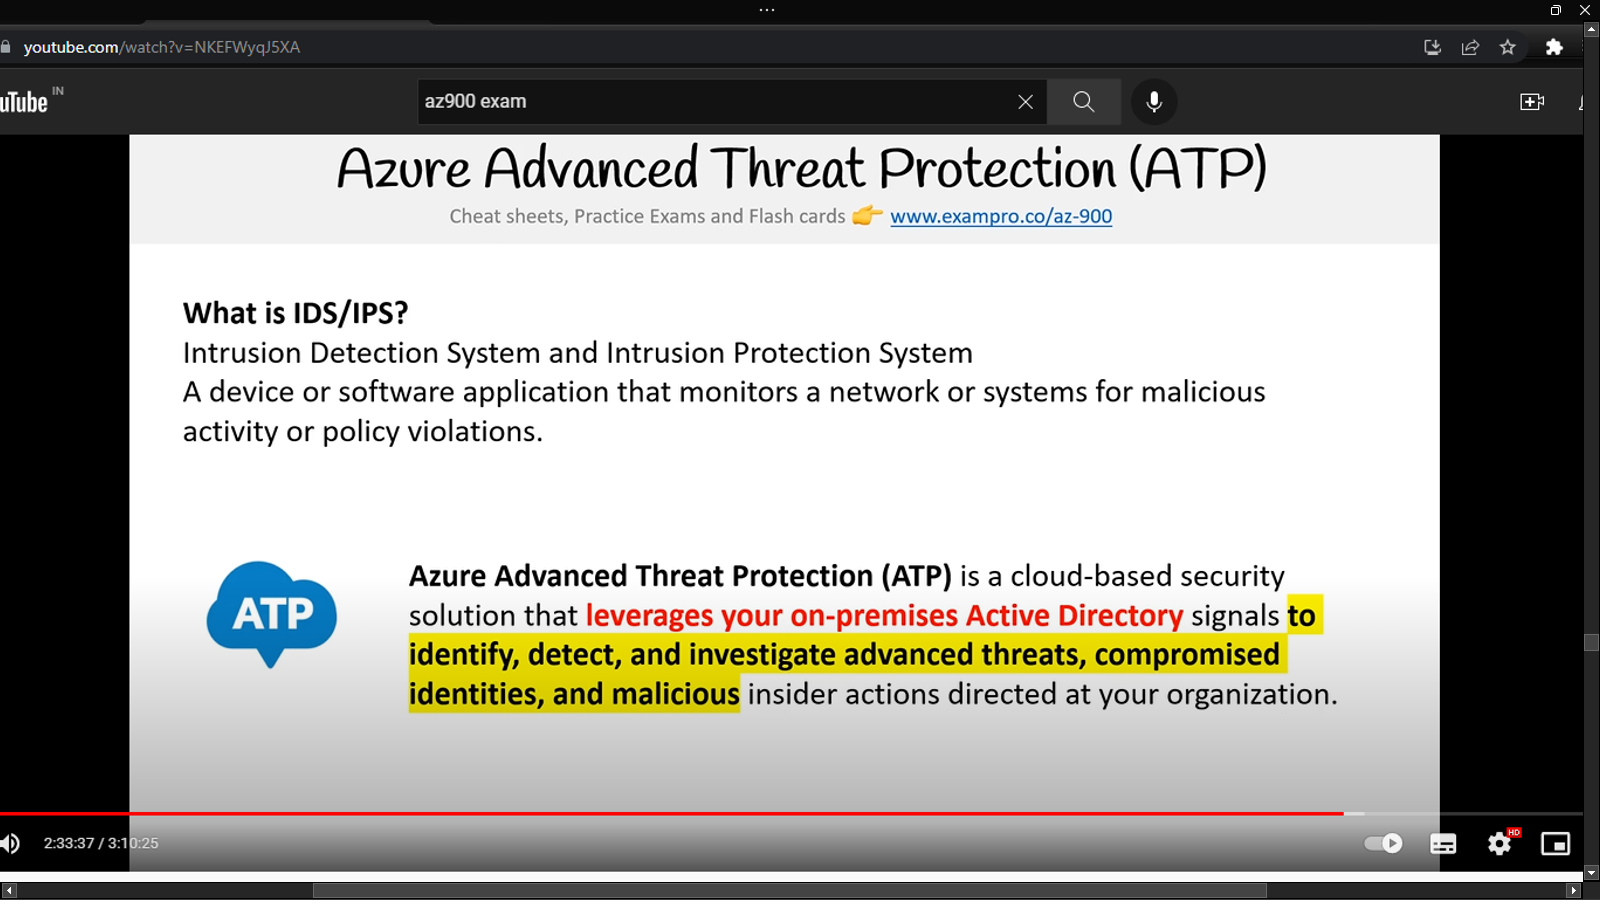 youtube.com/watch?v=NKEFWyqJ5XA
uTube IN
az900 exam
Azure Advanced Threat Protection (ATP)
Cheat sheets, Practice Exams and Flash cards 👉 www.exampro.co/az-900
What is IDS/IPS?
Intrusion Detection System and Intrusion Protection System
A device or software application that monitors a network or systems for malicious
activity or policy violations.
ATP
Azure Advanced Threat Protection (ATP) is a cloud-based security
solution that leverages your on-premises Active Directory signals to
identify, detect, and investigate advanced threats, compromised
identities, and malicious insider actions directed at your organization.
2:33:37 / 3:10:25
HD